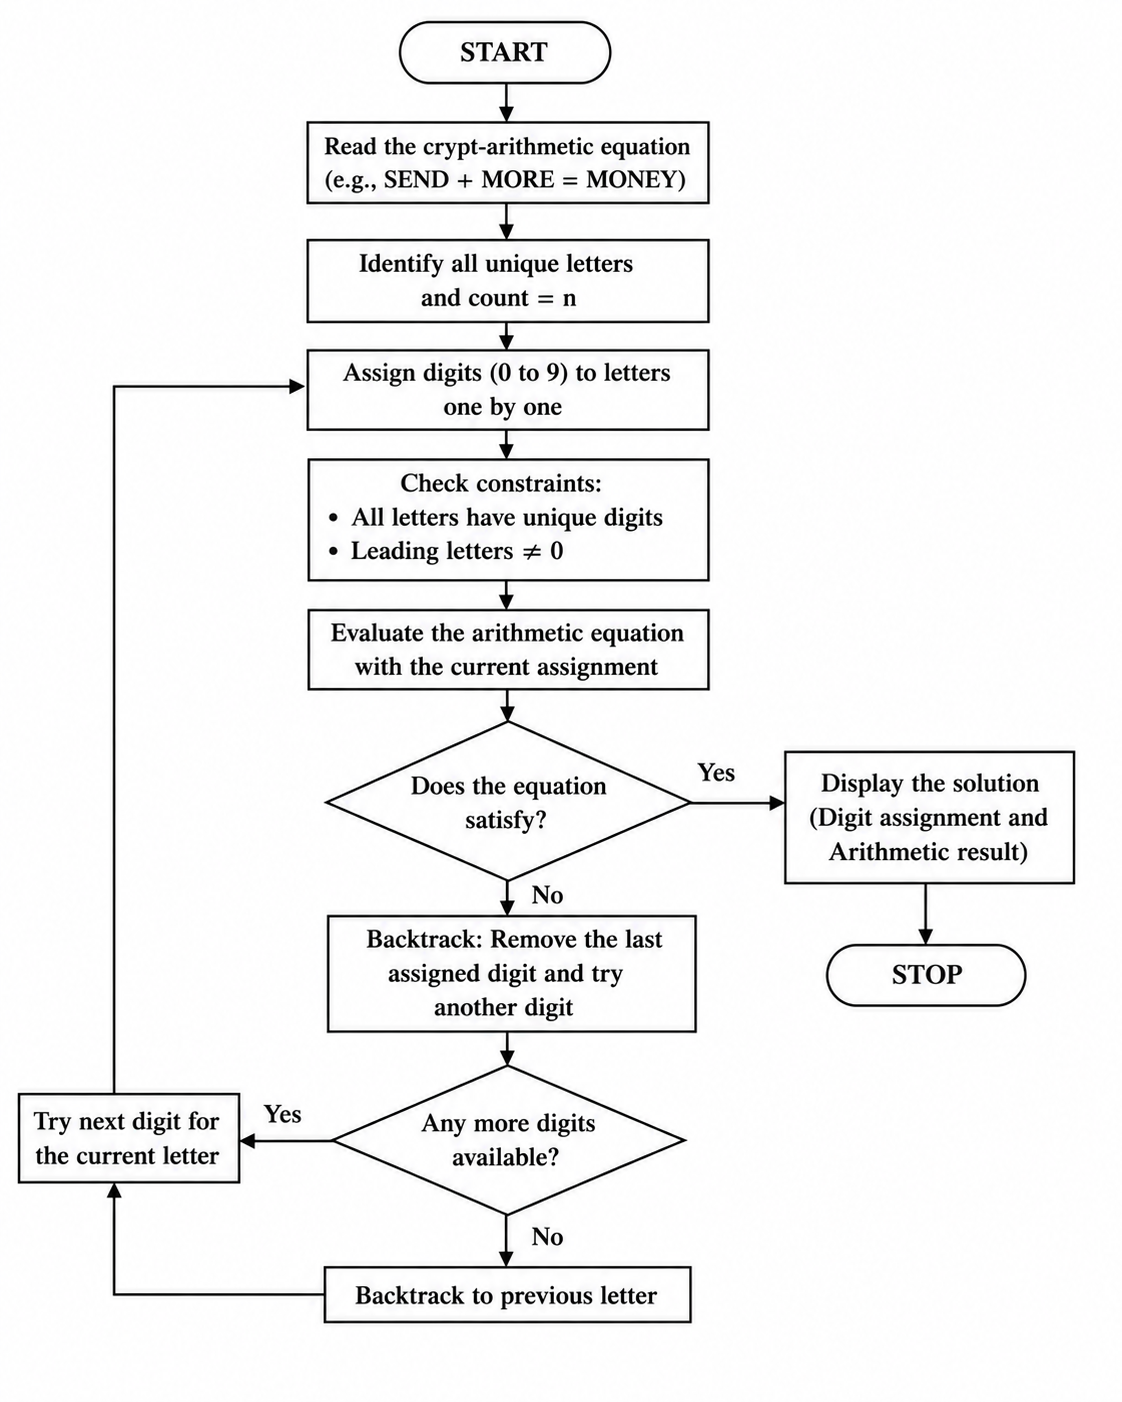 START
Read the crypt-arithmetic equation
(e.g., SEND + MORE = MONEY)
Identify all unique letters
and count = n
Assign digits (0 to 9) to letters
one by one
Check constraints:
• All letters have unique digits
• Leading letters ≠ 0
Evaluate the arithmetic equation
with the current assignment
Does the equation
satisfy?
Yes
Display the solution
(Digit assignment and
Arithmetic result)
STOP
No
Backtrack: Remove the last
assigned digit and try
another digit
Any more digits
available?
Yes
Try next digit for
the current letter
No
Backtrack to previous letter